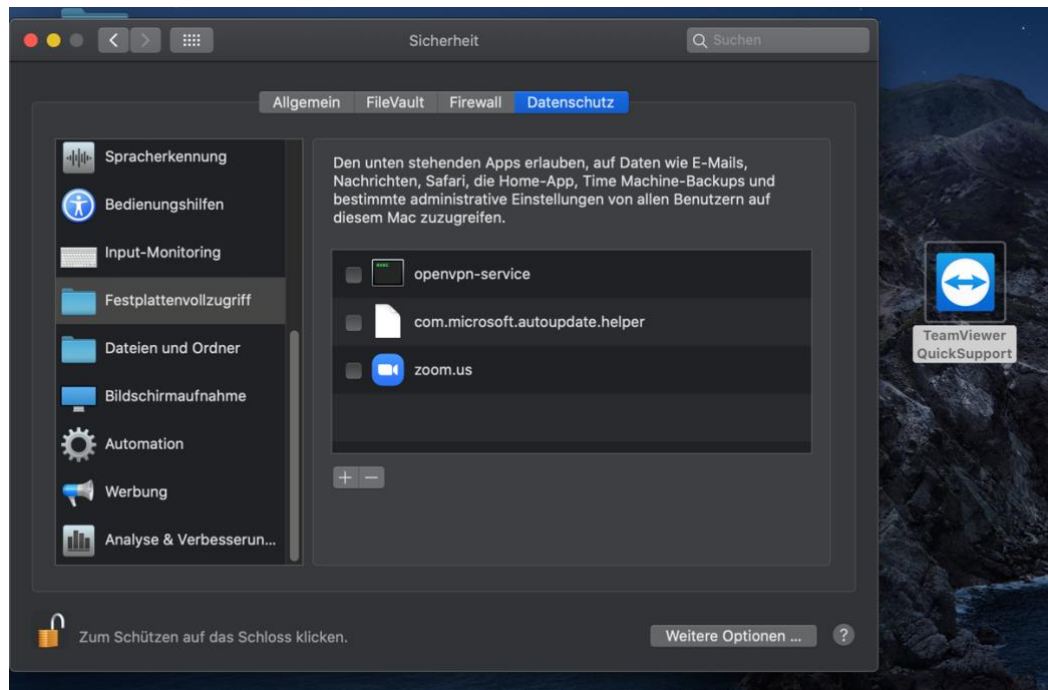 Sicherheit
Suchen
Allgemein
FileVault
Firewall
Datenschutz
Spracherkennung
Bedienungshilfen
Input-Monitoring
Festplattenvollzugriff
Dateien und Ordner
Bildschirmaufnahme
Automation
Werbung
Analyse & Verbesserun...
Den unten stehenden Apps erlauben, auf Daten wie E-Mails,
Nachrichten, Safari, die Home-App, Time Machine-Backups und
bestimmte administrative Einstellungen von allen Benutzern auf
diesem Mac zuzugreifen.
openvpn-service
com.microsoft.autoupdate.helper
zoom.us
+ −
Zum Schützen auf das Schloss klicken.
Weitere Optionen ...
?
TeamViewer
QuickSupport